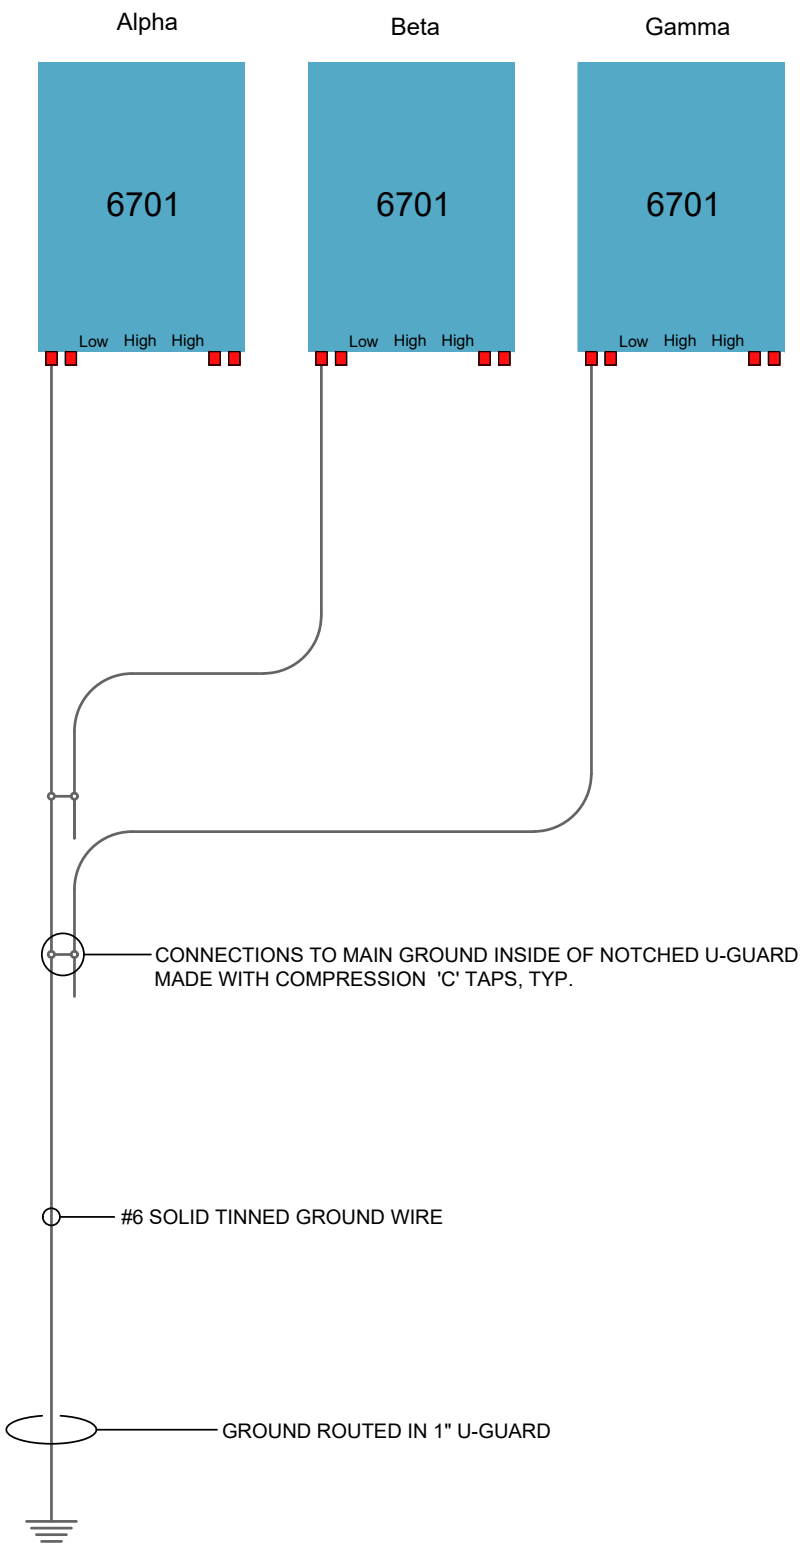 Alpha
Beta
Gamma
6701
6701
6701
Low High High
Low High High
Low High High
CONNECTIONS TO MAIN GROUND INSIDE OF NOTCHED U-GUARD
MADE WITH COMPRESSION 'C' TAPS, TYP.
#6 SOLID TINNED GROUND WIRE
GROUND ROUTED IN 1" U-GUARD